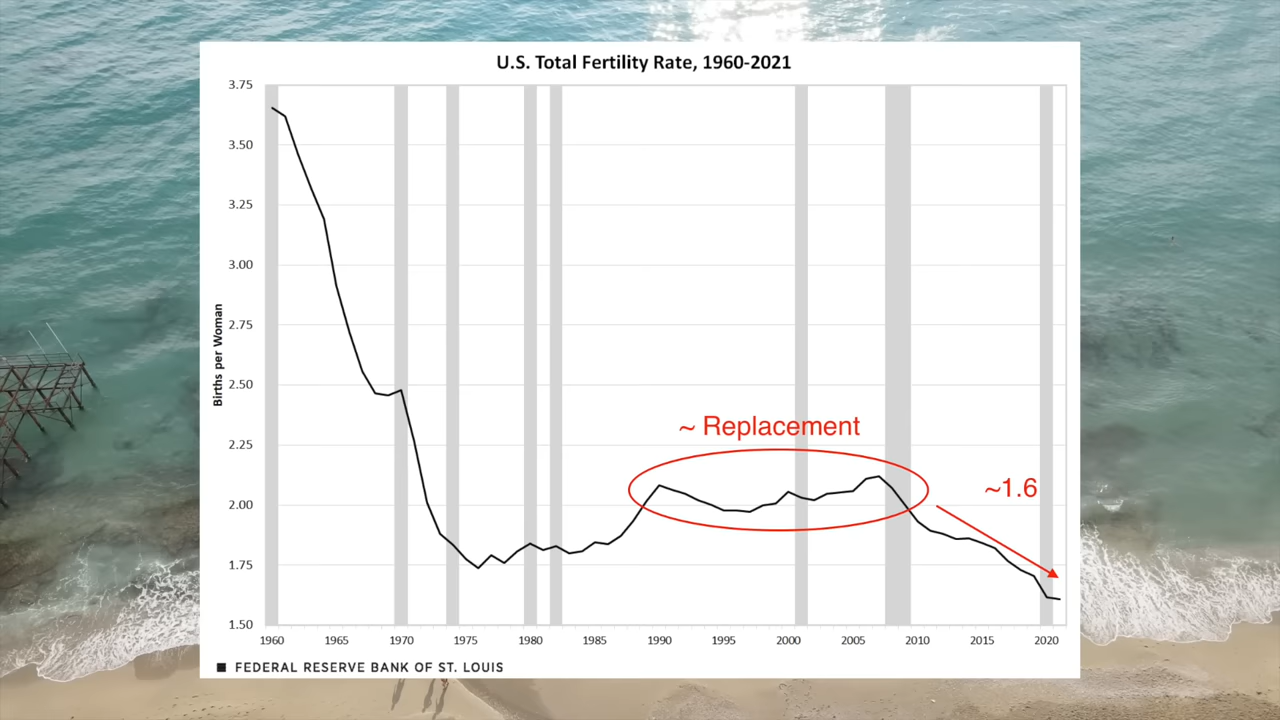 U.S. Total Fertility Rate, 1960-2021
3.75
3.50
3.25
3.00
2.75
2.50
2.25
2.00
1.75
1.50
Births per Woman
~ Replacement
~1.6
1960 1965 1970 1975 1980 1985 1990 1995 2000 2005 2010 2015 2020
FEDERAL RESERVE BANK OF ST. LOUIS